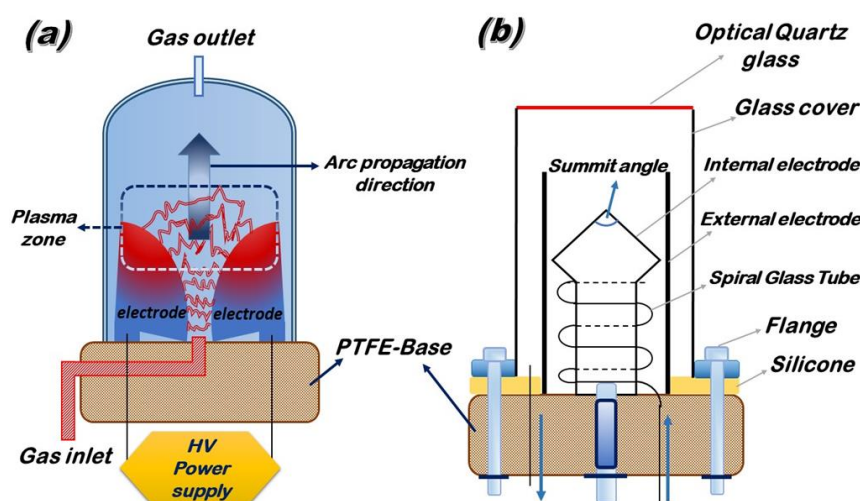 (a)
Gas outlet
Arc propagation
direction
Plasma
zone
electrode
electrode
PTFE-Base
Gas inlet
HV
Power
supply
(b)
Optical Quartz
glass
Glass cover
Summit angle
Internal electrode
External electrode
Spiral Glass Tube
Flange
Silicone